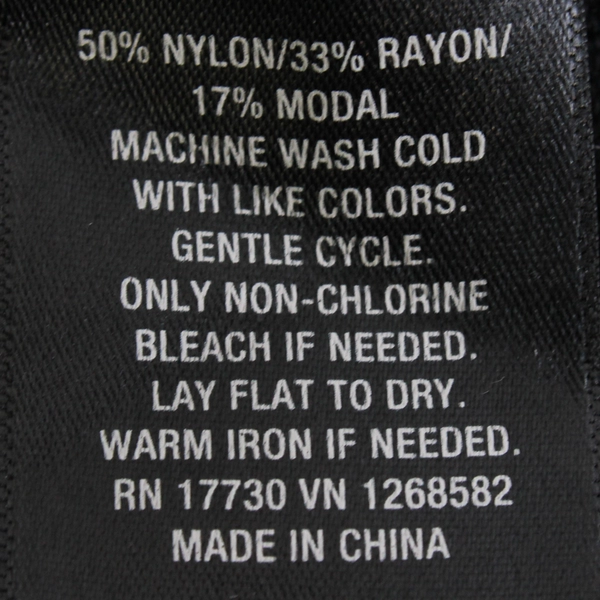 50% NYLON/33% RAYON/
17% MODAL
MACHINE WASH COLD
WITH LIKE COLORS.
GENTLE CYCLE.
ONLY NON-CHLORINE
BLEACH IF NEEDED.
LAY FLAT TO DRY.
WARM IRON IF NEEDED.
RN 17730 VN 1268582
MADE IN CHINA